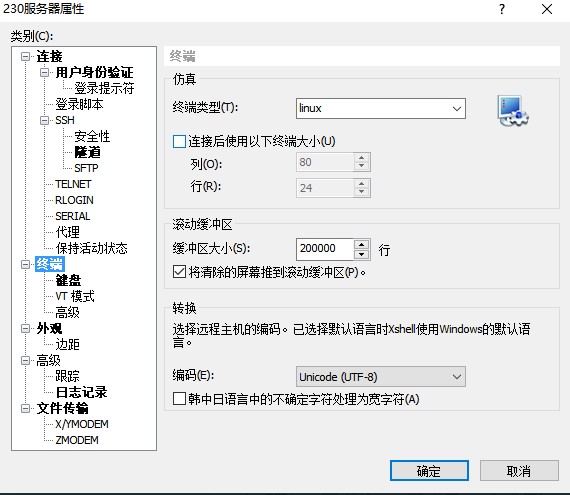 230服务器属性
?
类别(C):
连接
用户身份验证
登录提示符
登录脚本
SSH
安全性
隧道
SFTP
TELNET
RLOGIN
SERIAL
代理
保持活动状态
终端
键盘
VT 模式
高级
外观
边距
高级
跟踪
日志记录
文件传输
X/YMODEM
ZMODEM
终端
仿真
终端类型(T):
linux
连接后使用以下终端大小(U)
列(O):
80
行(R):
24
滚动缓冲区
缓冲区大小(S):
200000
行
将清除的屏幕推到滚动缓冲区(P)。
转换
选择远程主机的编码。已选择默认语言时Xshell使用Windows的默认语
言。
编码(E):
Unicode (UTF-8)
韩中日语言中的不确定字符处理为宽字符(A)
确定
取消